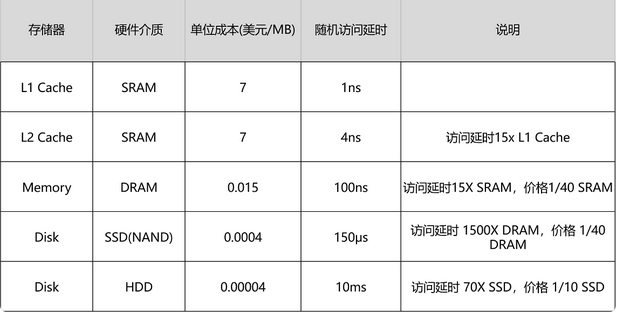 存储器 硬件介质 单位成本(美元/MB) 随机访问延时 说明
L1 Cache SRAM 7 1ns
L2 Cache SRAM 7 4ns 访问延时15x L1 Cache
Memory DRAM 0.015 100ns 访问延时15X SRAM，价格1/40 SRAM
Disk SSD(NAND) 0.0004 150μs 访问延时 1500X DRAM，价格 1/40
DRAM
Disk HDD 0.00004 10ms 访问延时 70X SSD，价格 1/10 SSD